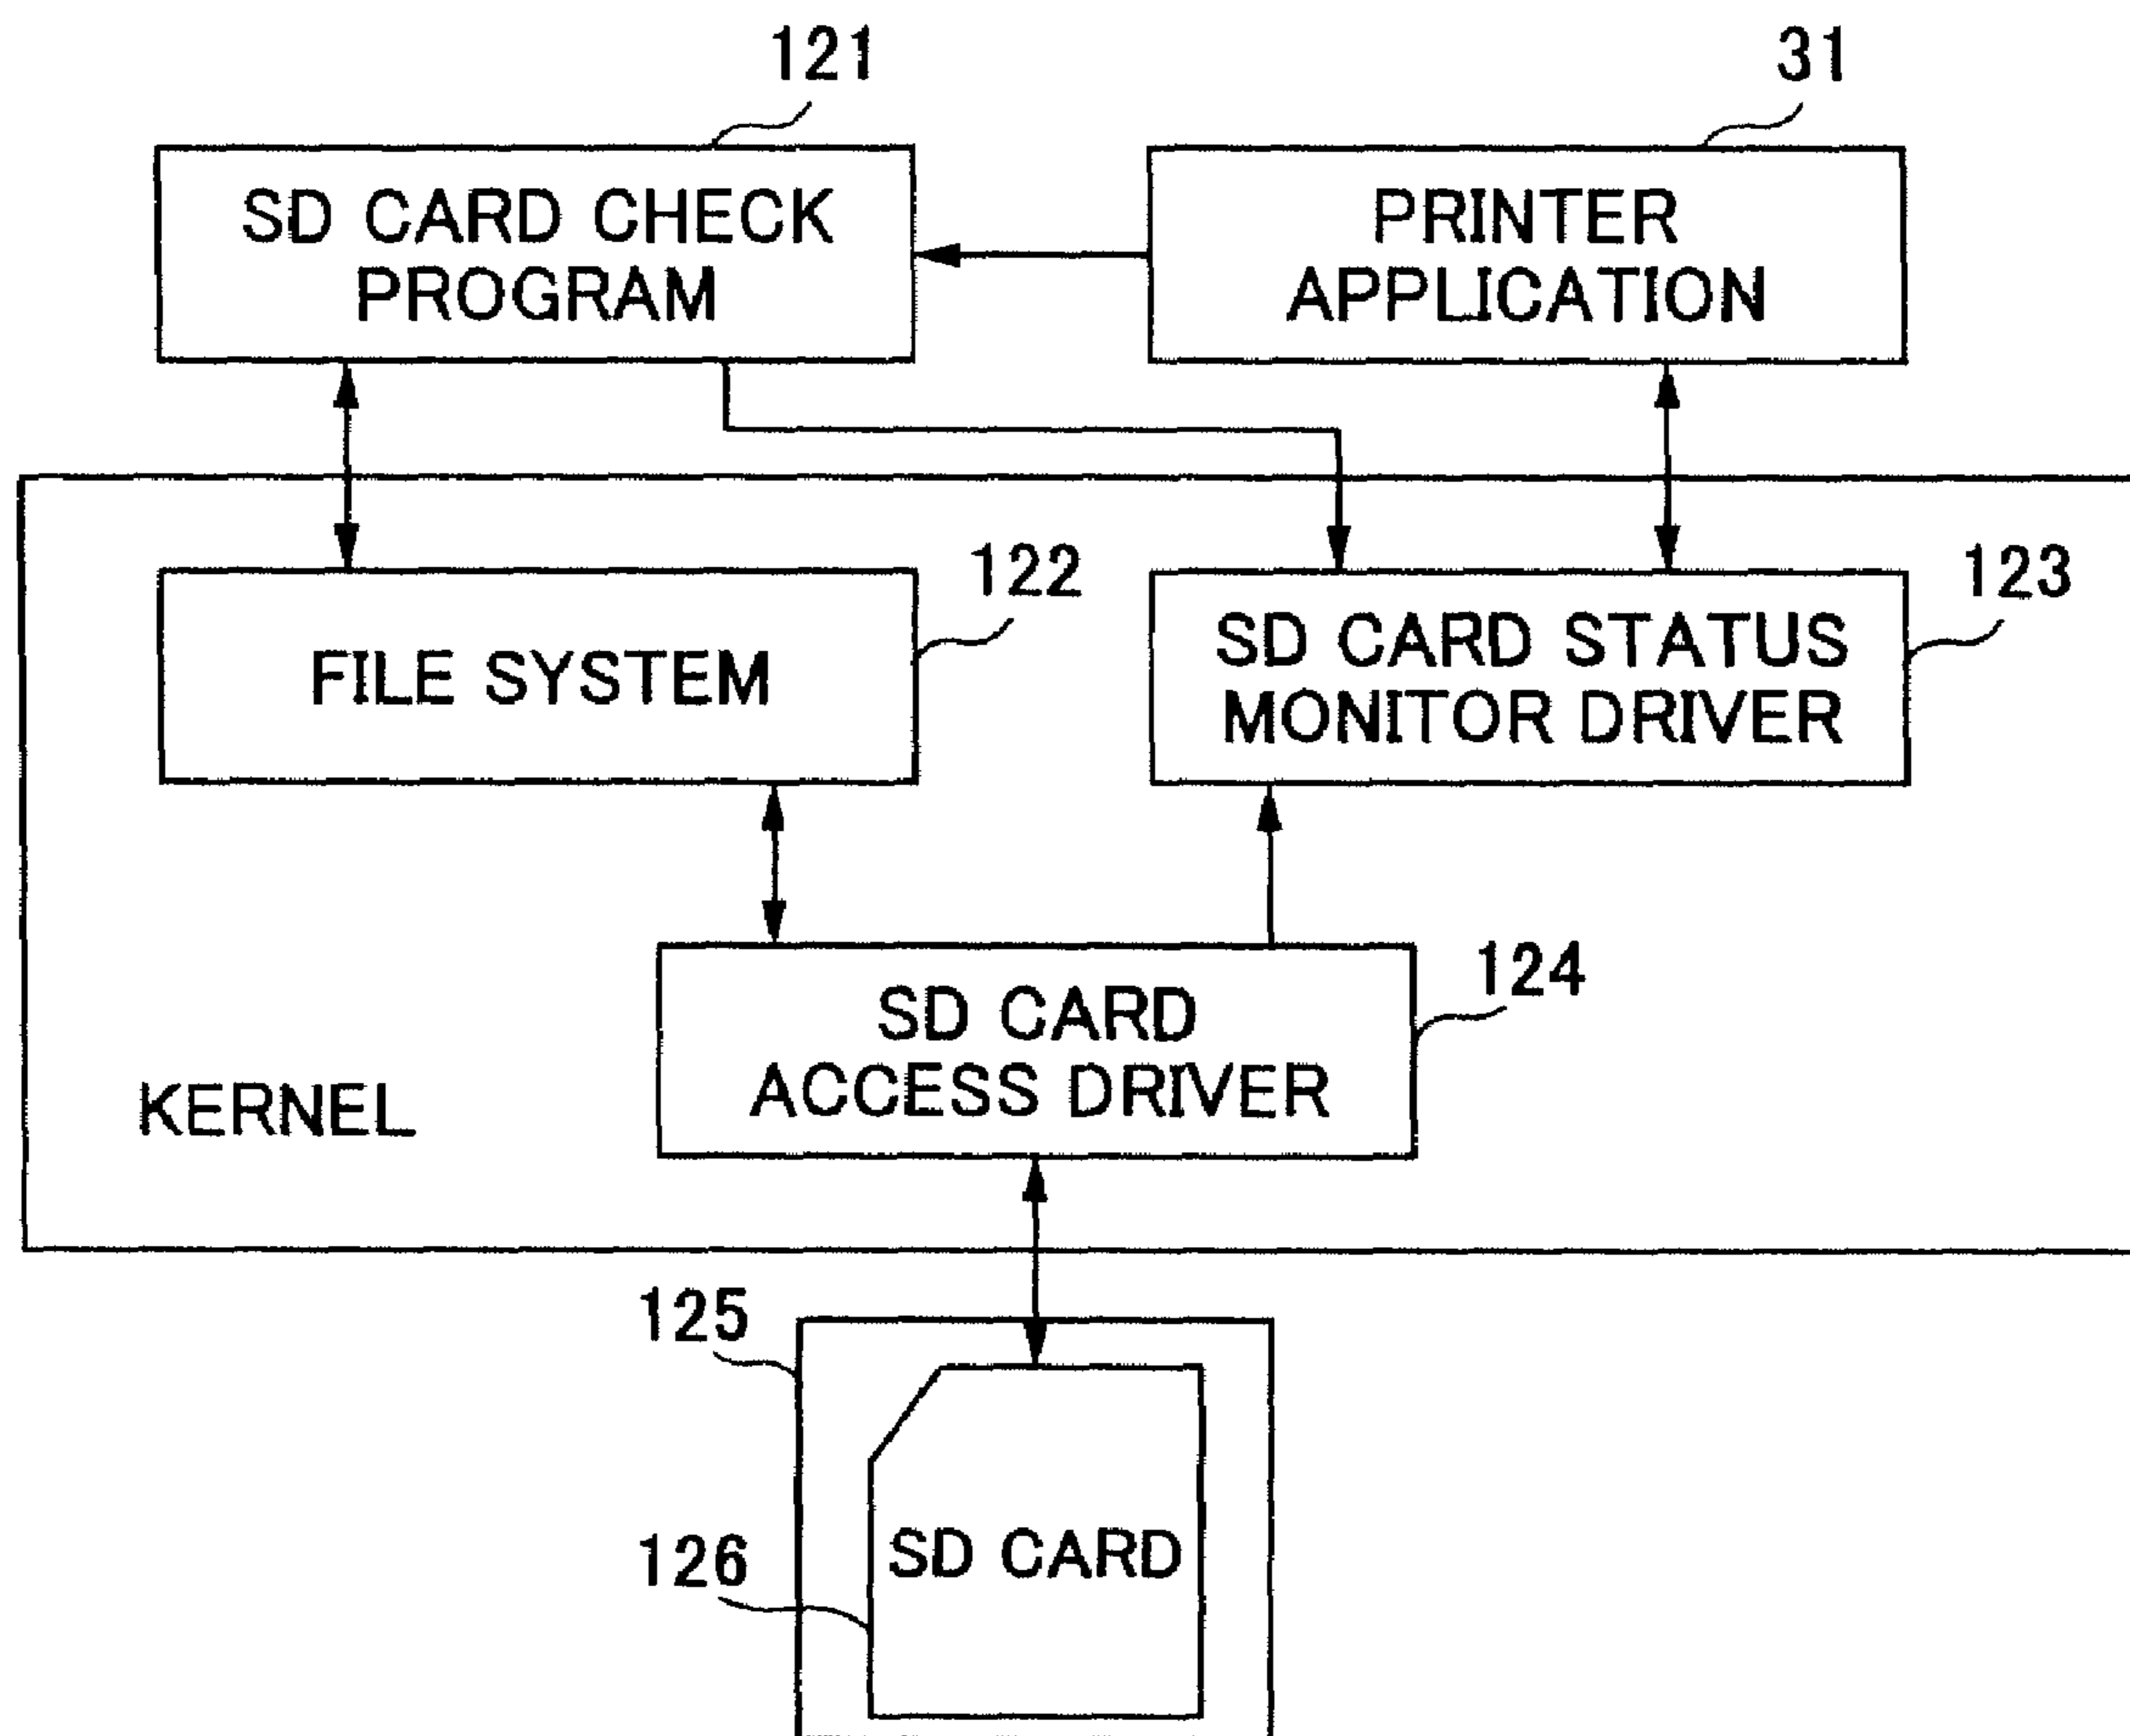 121
31
SD CARD CHECK
PROGRAM
PRINTER
APPLICATION
122
123
FILE SYSTEM
SD CARD STATUS
MONITOR DRIVER
124
SD CARD
ACCESS DRIVER
KERNEL
125
126
SD CARD